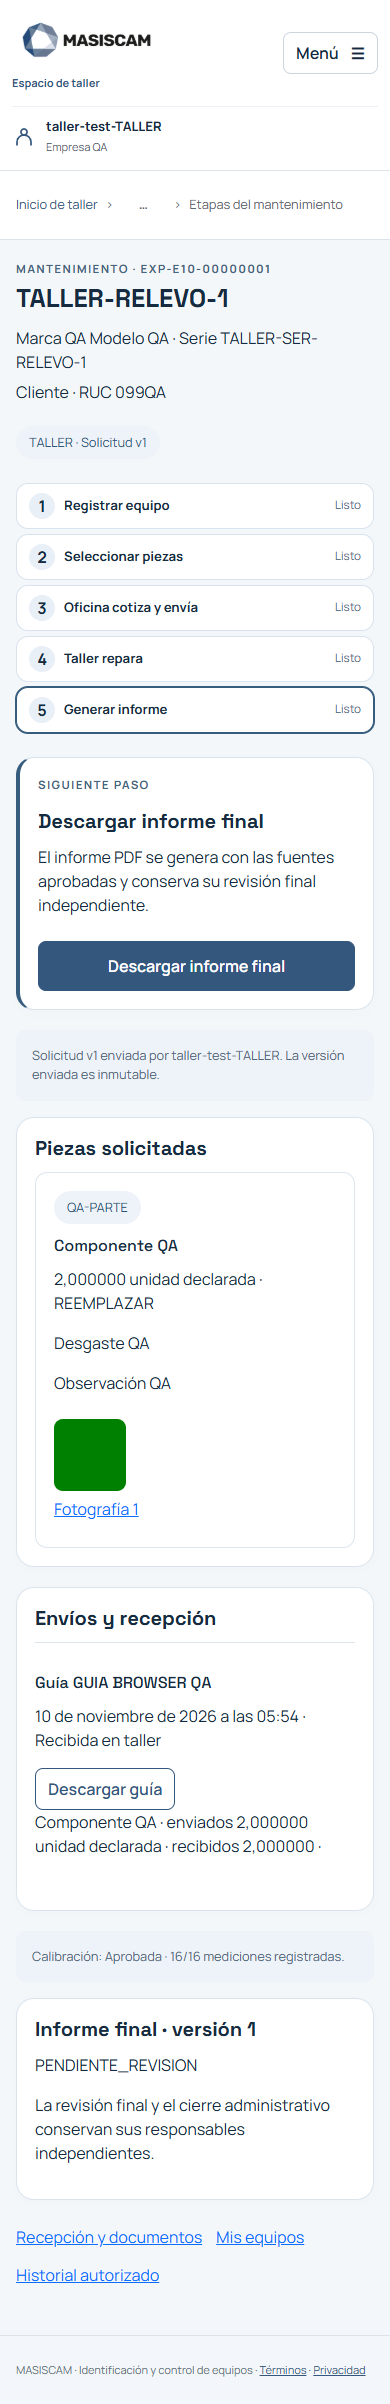 MASISCAM
Menú ☰
Espacio de taller
taller-test-TALLER
Empresa QA
Inicio de taller › … › Etapas del mantenimiento
MANTENIMIENTO · EXP-E10-00000001
TALLER-RELEVO-1
Marca QA Modelo QA · Serie TALLER-SER-
RELEVO-1
Cliente · RUC 099QA
TALLER · Solicitud v1
1 Registrar equipo Listo
2 Seleccionar piezas Listo
3 Oficina cotiza y envía Listo
4 Taller repara Listo
5 Generar informe Listo
SIGUIENTE PASO
Descargar informe final
El informe PDF se genera con las fuentes
aprobadas y conserva su revisión final
independiente.
Descargar informe final
Solicitud v1 enviada por taller-test-TALLER. La versión
enviada es inmutable.
Piezas solicitadas
QA-PARTE
Componente QA
2,000000 unidad declarada ·
REEMPLAZAR
Desgaste QA
Observación QA
Fotografía 1
Envíos y recepción
Guía GUIA BROWSER QA
10 de noviembre de 2026 a las 05:54 ·
Recibida en taller
Descargar guía
Componente QA · enviados 2,000000
unidad declarada · recibidos 2,000000 ·
Calibración: Aprobada · 16/16 mediciones registradas.
Informe final · versión 1
PENDIENTE_REVISION
La revisión final y el cierre administrativo
conservan sus responsables
independientes.
Recepción y documentos Mis equipos
Historial autorizado
MASISCAM · Identificación y control de equipos · Términos · Privacidad